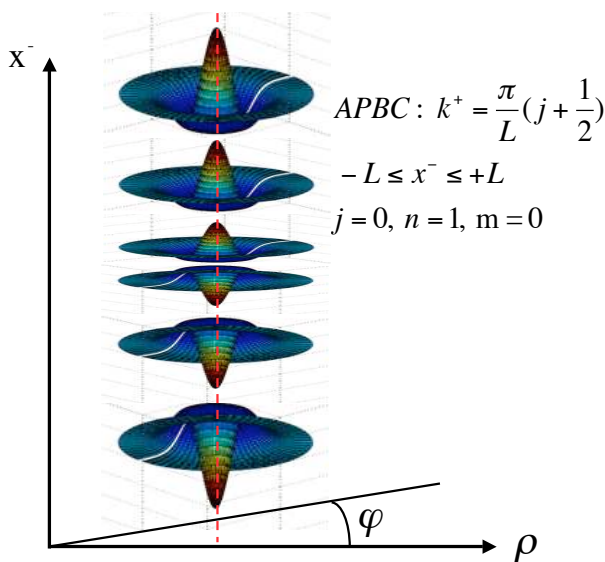 x⁻
APBC : k⁺ = π/L (j + 1/2)
− L ≤ x⁻ ≤ +L
j = 0, n = 1, m = 0
φ
ρ